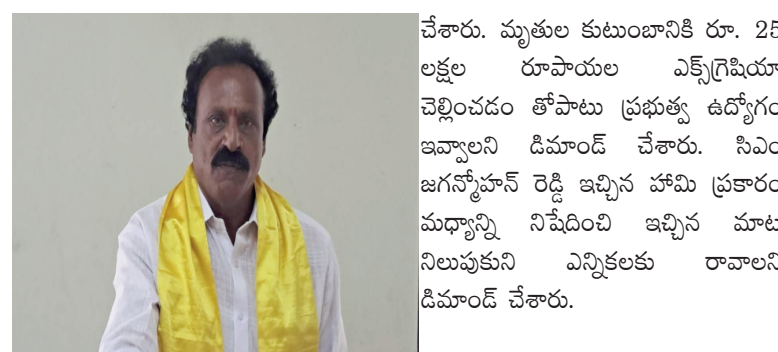 చేశారు. మృతుల కుటుంబానికి రూ. 25
లక్షల రూపాయల ఎక్స్‌గ్రెషియా
చెల్లించడం తోపాటు ప్రభుత్వ ఉద్యోగం
ఇవ్వాలని డిమాండ్ చేశారు. సిఎం
జగన్మోహన్ రెడ్డి ఇచ్చిన హామి ప్రకారం
మధ్యాన్ని నిషేదించి ఇచ్చిన మాట
నిలుపుకుని ఎన్నికలకు రావాలని
డిమాండ్ చేశారు.